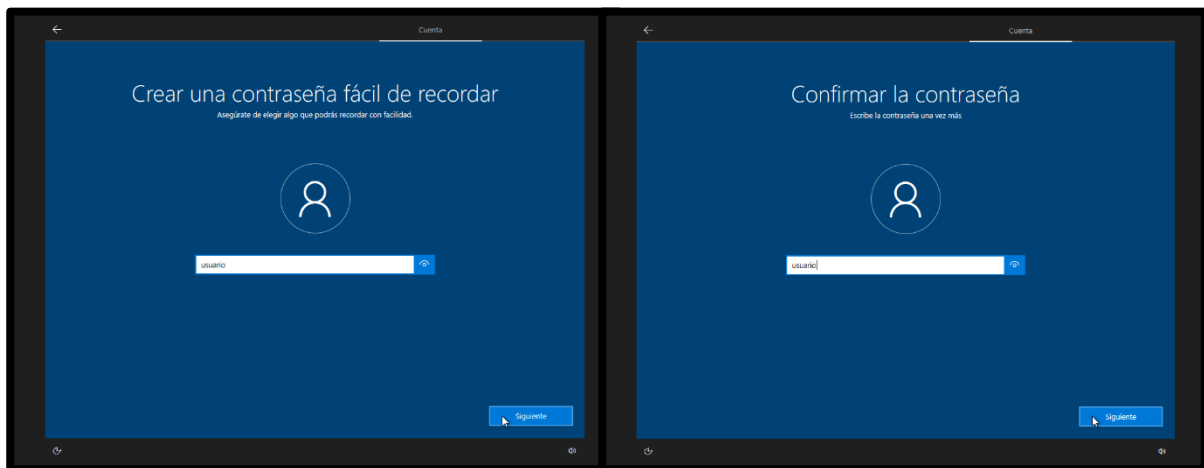 Cuenta
Crear una contraseña fácil de recordar
Asegúrate de elegir algo que podrás recordar con facilidad.
usuario
Siguiente
Cuenta
Confirmar la contraseña
Escribe la contraseña una vez más
usuario
Siguiente